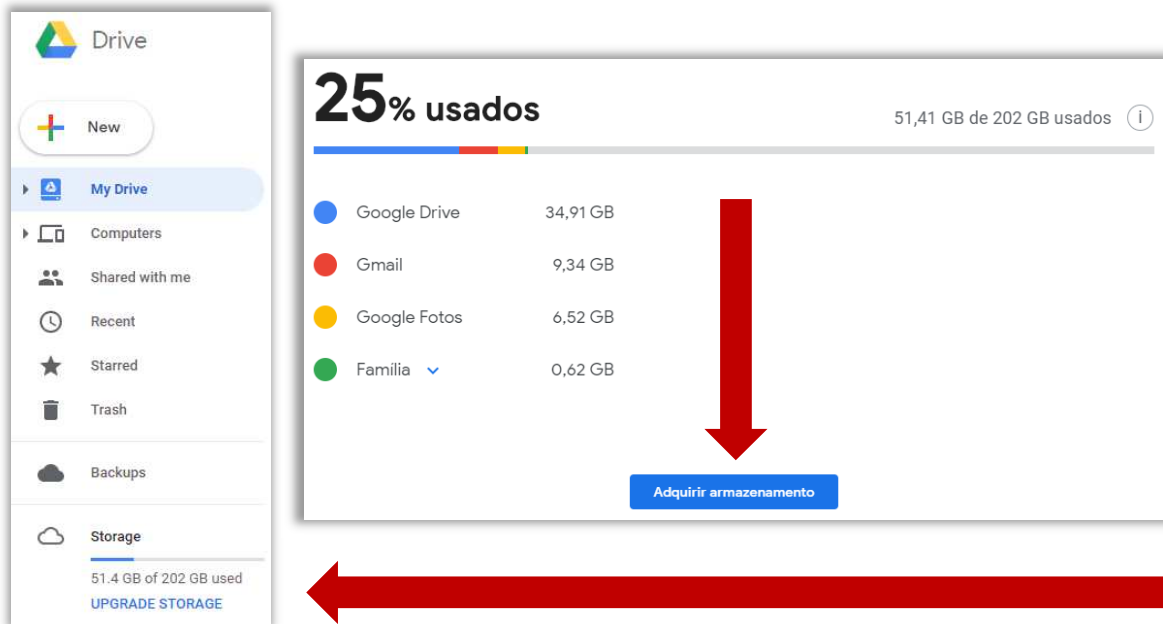 Drive
New
My Drive
Computers
Shared with me
Recent
Starred
Trash
Backups
Storage
51.4 GB of 202 GB used
UPGRADE STORAGE
25% usados
51,41 GB de 202 GB usados i
Google Drive 34,91 GB
Gmail 9,34 GB
Google Fotos 6,52 GB
Família 0,62 GB
Adquirir armazenamento